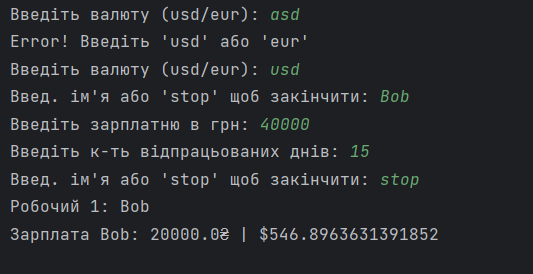 Введіть валюту (usd/eur): asd
Error! Введіть 'usd' або 'eur'
Введіть валюту (usd/eur): usd
Введ. ім'я або 'stop' щоб закінчити: Bob
Введіть зарплатню в грн: 40000
Введіть к-ть відпрацьованих днів: 15
Введ. ім'я або 'stop' щоб закінчити: stop
Робочий 1: Bob
Зарплата Bob: 20000.0₴ | $546.8963631391852